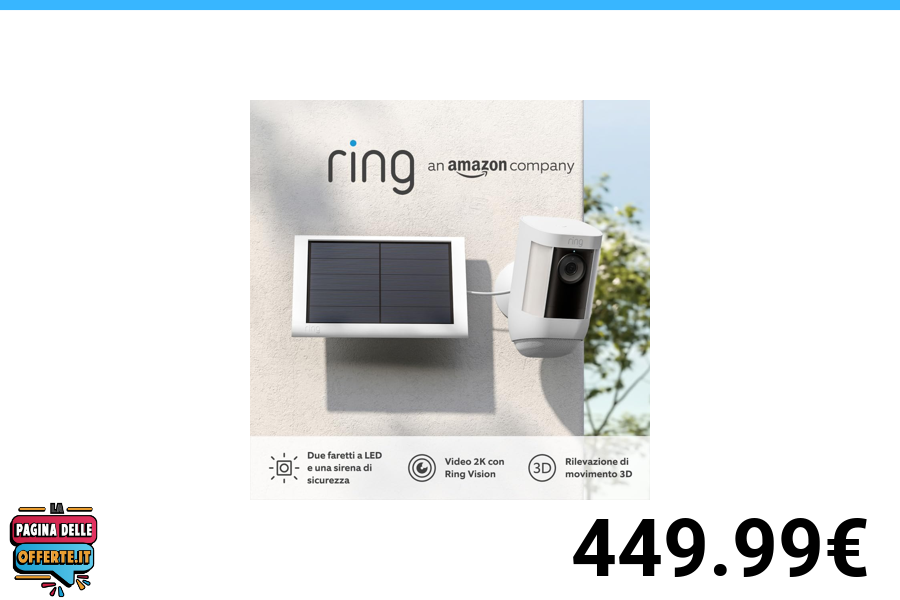 ring an amazon company
ring
Due faretti a LED
e una sirena di
sicurezza
Video 2K con
Ring Vision
3D
Rilevazione di
movimento 3D
LA
PAGINA DELLE
OFFERTE.IT
449.99€